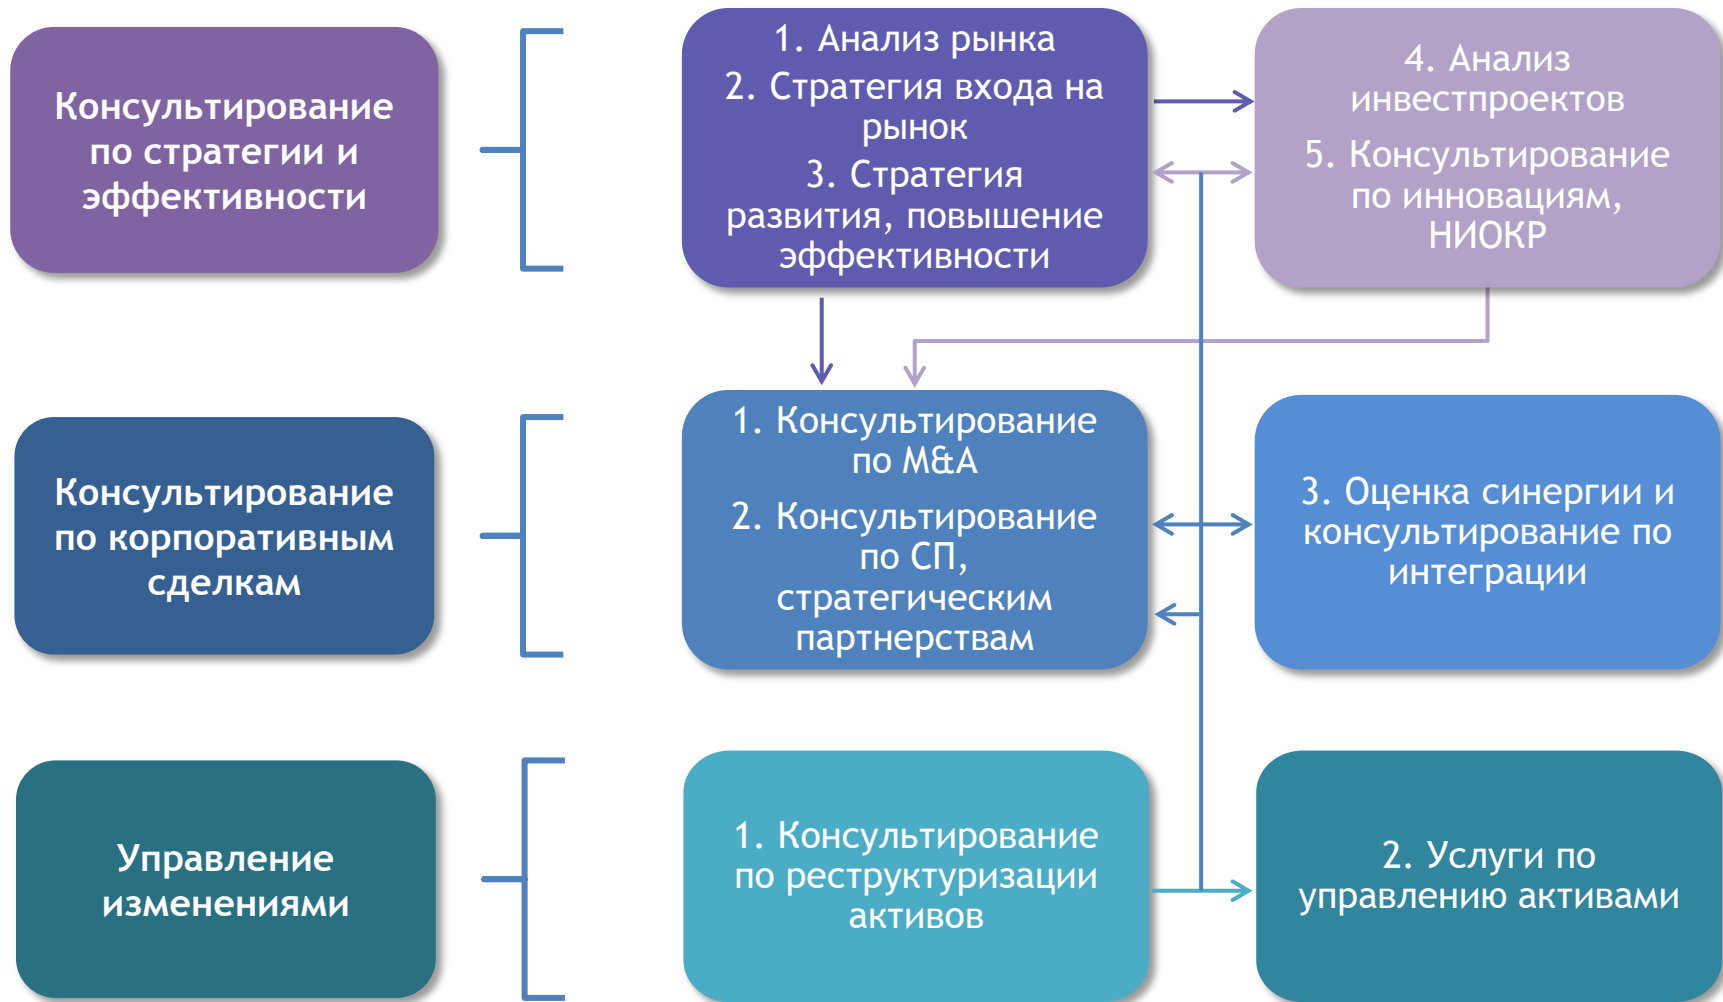 Консультирование
по стратегии и
эффективности
1. Анализ рынка
2. Стратегия входа на
рынок
3. Стратегия
развития, повышение
эффективности
4. Анализ
инвестпроектов
5. Консультирование
по инновациям,
НИОКР
Консультирование
по корпоративным
сделкам
1. Консультирование
по M&A
2. Консультирование
по СП,
стратегическим
партнерствам
3. Оценка синергии и
консультирование по
интеграции
Управление
изменениями
1. Консультирование
по реструктуризации
активов
2. Услуги по
управлению активами